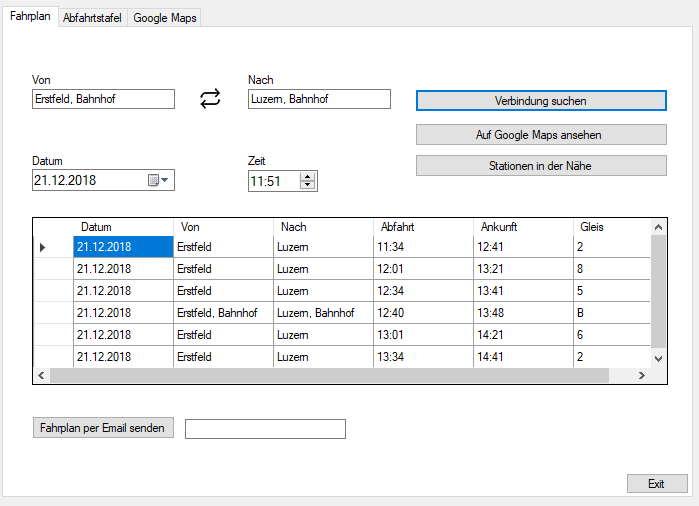 Fahrplan Abfahrtstafel Google Maps
Von Nach
Erstfeld, Bahnhof Luzern, Bahnhof Verbindung suchen
Auf Google Maps ansehen
Datum Zeit Stationen in der Nähe
21.12.2018 11:51
Datum Von Nach Abfahrt Ankunft Gleis
21.12.2018 Erstfeld Luzern 11:34 12:41 2
21.12.2018 Erstfeld Luzern 12:01 13:21 8
21.12.2018 Erstfeld Luzern 12:34 13:41 5
21.12.2018 Erstfeld, Bahnhof Luzern, Bahnhof 12:40 13:48 B
21.12.2018 Erstfeld Luzern 13:01 14:21 6
21.12.2018 Erstfeld Luzern 13:34 14:41 2
Fahrplan per Email senden
Exit